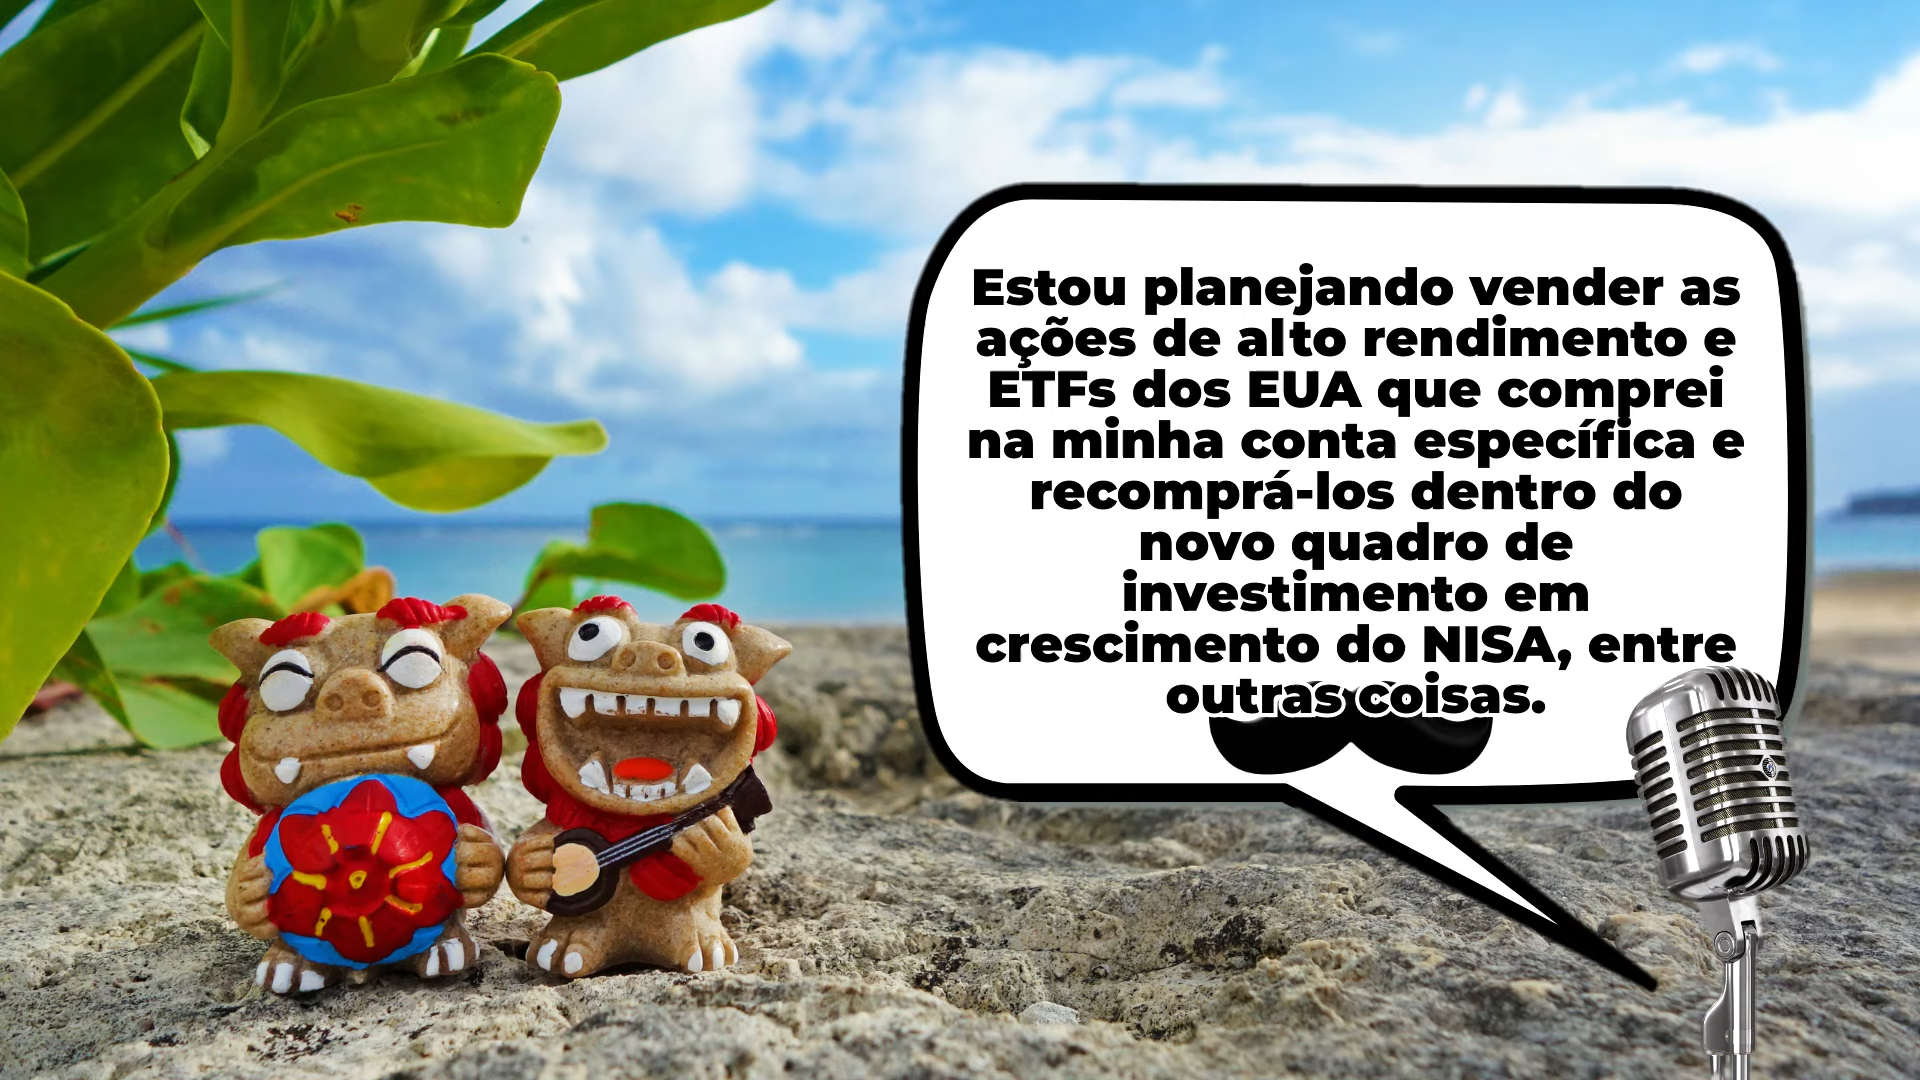 Estou planejando vender as
ações de alto rendimento e
ETFs dos EUA que comprei
na minha conta específica e
recomprá-los dentro do
novo quadro de
investimento em
crescimento do NISA, entre
outras coisas.